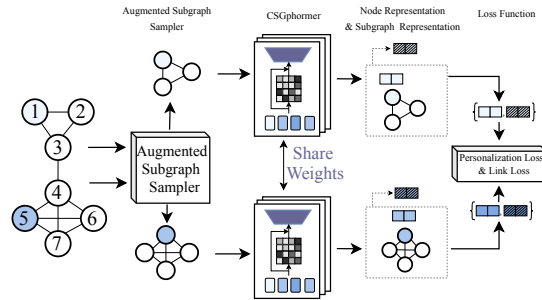 Augmented Subgraph
Sampler
CSGphormer
Node Representation
& Subgraph Representation
Loss Function
1
2
3
4
5
6
7
Augmented
Subgraph
Sampler
Share
Weights
{ , }
Personalization Loss
& Link Loss
{ , }